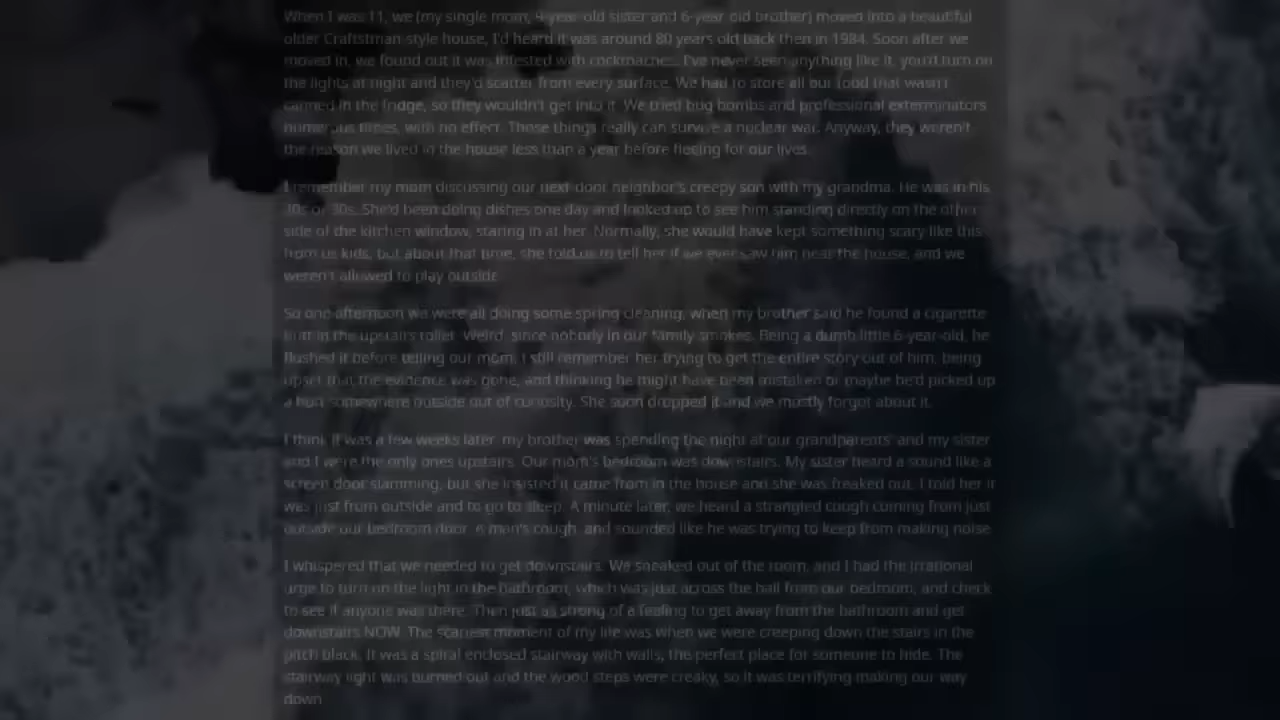 When I was 11, we (my single mom, 9-year-old sister and 6-year old brother) moved into a beautiful
older Craftstman-style house, I'd heard it was around 80 years old back then in 1984. Soon after we
moved in, we found out it was infested with cockroaches. I've never seen anything like it, you'd turn on
the lights at night and they'd scatter from every surface. We had to store all our food that wasn't
canned in the fridge, so they wouldn't get into it. We tried bug bombs and professional exterminators
numerous times, with no effect. Those things really can survive a nuclear war. Anyway, they weren't
the reason we lived in the house less than a year before fleeing for our lives.
I remember my mom discussing our next-door neighbor's creepy son with my grandma. He was in his
or 30s. She'd been doing dishes one day and looked up to see him standing directly on the other
side of the kitchen window, staring in at her. Normally, she would have kept something scary like this
from us kids, but about that time, she told us to tell her if we ever saw him near the house, and we
weren't allowed to play outside.
So one afternoon we were all doing some spring cleaning, when my brother said he found a cigarette
butt in the upstairs toilet. Weird, since nobody in our family smokes. Being a dumb little 6-year-old, he
flushed it before telling our mom. I still remember her trying to get the entire story out of him, being
upset that the evidence was gone, and thinking he might have been mistaken or maybe he'd picked up
a butt somewhere outside out of curiosity. She soon dropped it and we mostly forgot about it.
I think it was a few weeks later, my brother was spending the night at our grandparents' and my sister
and I were the only ones upstairs. Our mom's bedroom was downstairs. My sister heard a sound like a
screen door slamming, but she insisted it came from in the house and she was freaked out. I told her it
was just from outside and to go to sleep. A minute later, we heard a strangled cough coming from just
outside our bedroom door. A man's cough, and sounded like he was trying to keep from making noise.
I whispered that we needed to get downstairs. We sneaked out of the room, and I had the irrational
urge to turn on the light in the bathroom, which was just across the hall from our bedroom, and check
to see if anyone was there. Then just as strong of a feeling to get away from the bathroom and get
downstairs NOW. The scariest moment of my life was when we were creeping down the stairs in the
pitch black. It was a spiral enclosed stairway with walls, the perfect place for someone to hide. The
stairway light was burned out and the wood steps were creaky, so it was terrifying making our way
down